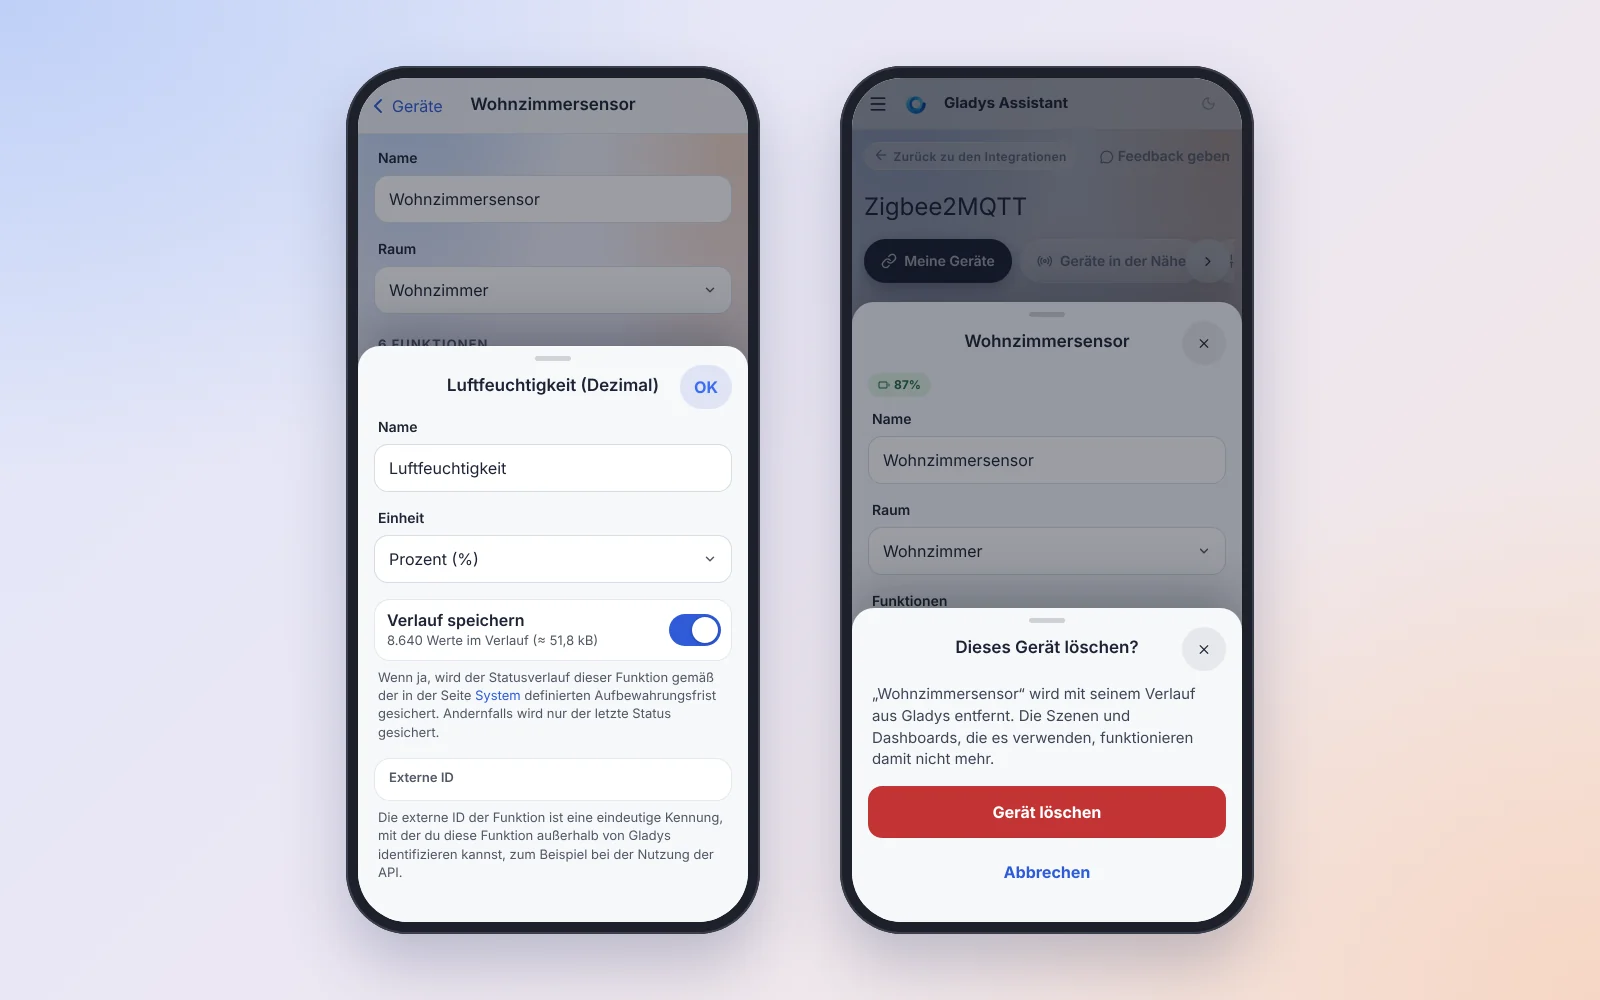 Geräte
Wohnzimmersensor
Name
Wohnzimmersensor
Raum
Wohnzimmer
6 FUNKTIONEN
Luftfeuchtigkeit (Dezimal)
OK
Name
Luftfeuchtigkeit
Einheit
Prozent (%)
Verlauf speichern
8.640 Werte im Verlauf (≈ 51,8 kB)
Wenn ja, wird der Statusverlauf dieser Funktion gemäß
der in der Seite System definierten Aufbewahrungsfrist
gesichert. Andernfalls wird nur der letzte Status
gesichert.
Externe ID
Die externe ID der Funktion ist eine eindeutige Kennung,
mit der du diese Funktion außerhalb von Gladys
identifizieren kannst, zum Beispiel bei der Nutzung der
API.
Gladys Assistant
Zurück zu den Integrationen
Feedback geben
Zigbee2MQTT
Meine Geräte
Geräte in der Nähe
Wohnzimmersensor
87%
Name
Wohnzimmersensor
Raum
Wohnzimmer
Funktionen
Dieses Gerät löschen?
„Wohnzimmersensor“ wird mit seinem Verlauf
aus Gladys entfernt. Die Szenen und
Dashboards, die es verwenden, funktionieren
damit nicht mehr.
Gerät löschen
Abbrechen